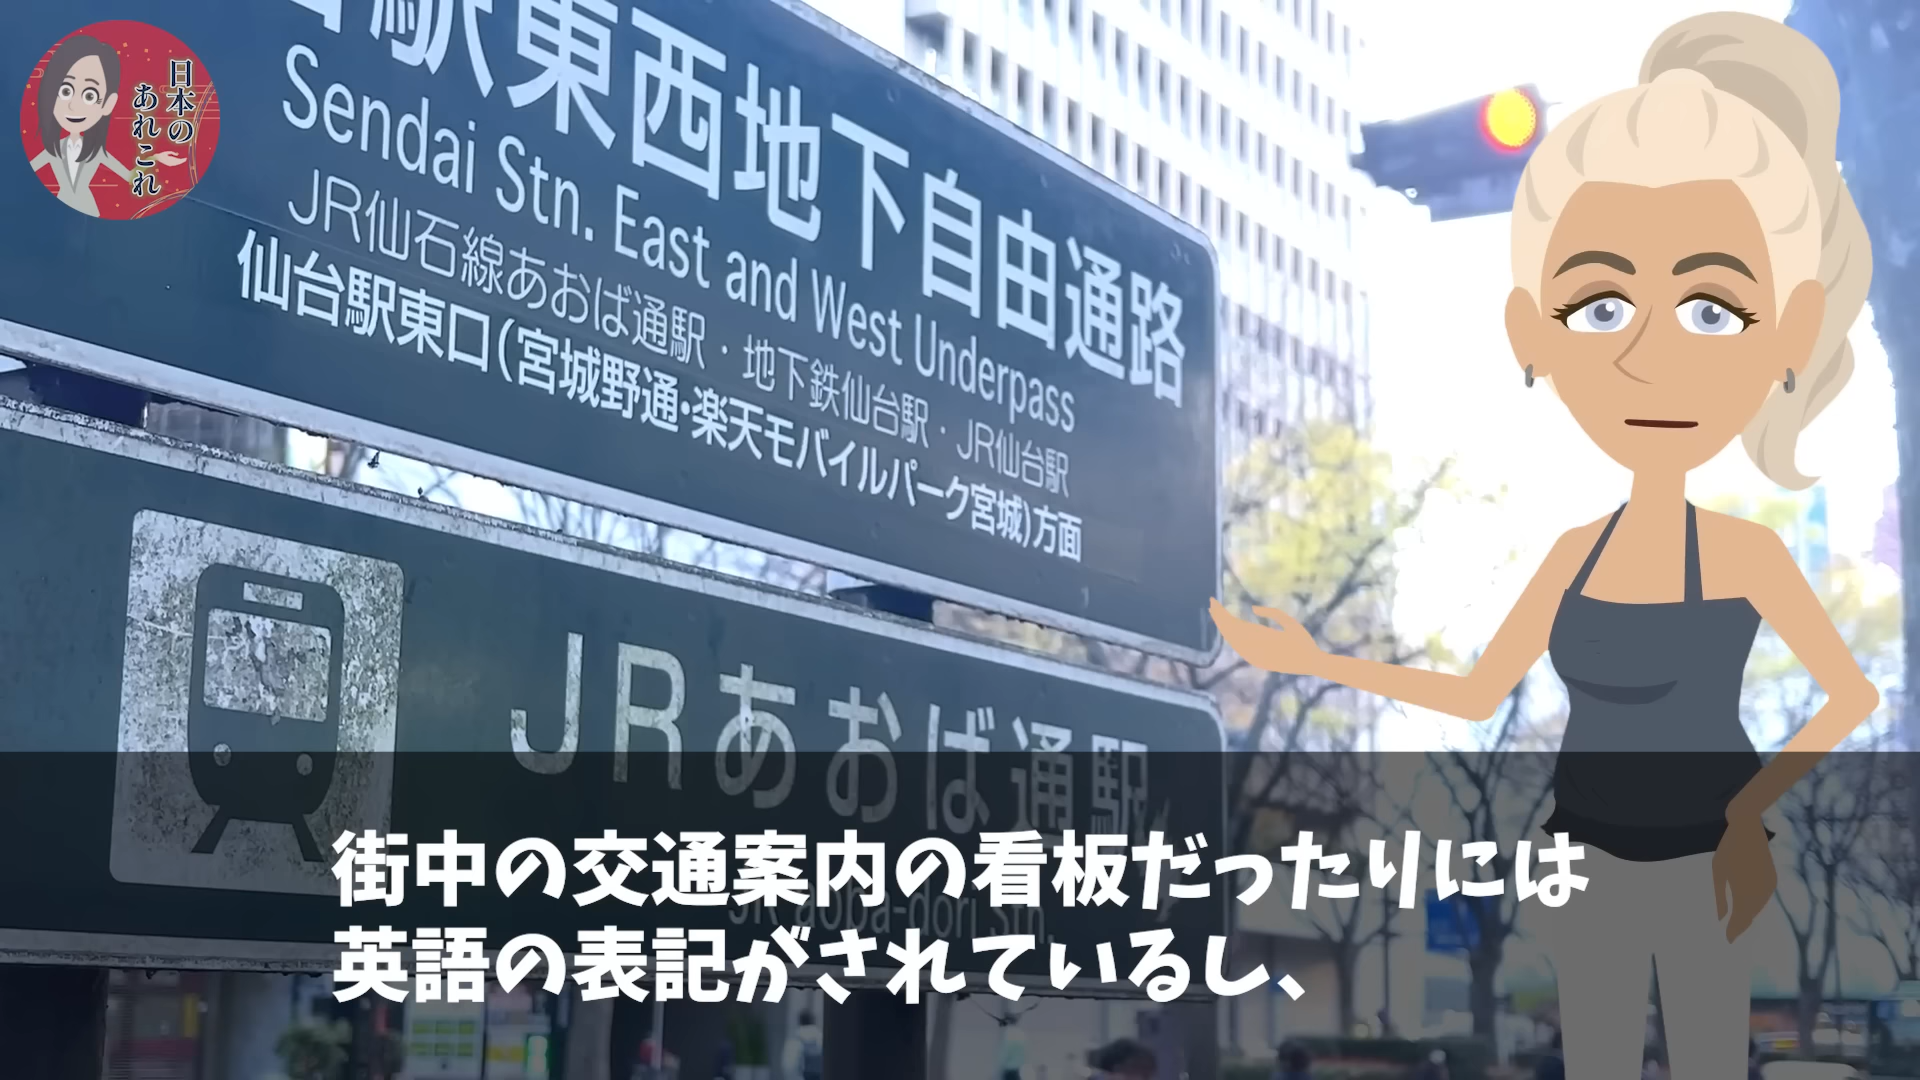 日本の
あれこれ
駅東西地下自由通路
Sendai Stn. East and West Underpass
JR仙石線あおば通駅・地下鉄仙台駅・JR仙台駅
仙台駅東口(宮城野通・楽天モバイルパーク宮城)方面
JRあおば通駅
JR aoba-dori Stn.
街中の交通案内の看板だったりには
英語の表記がされているし、